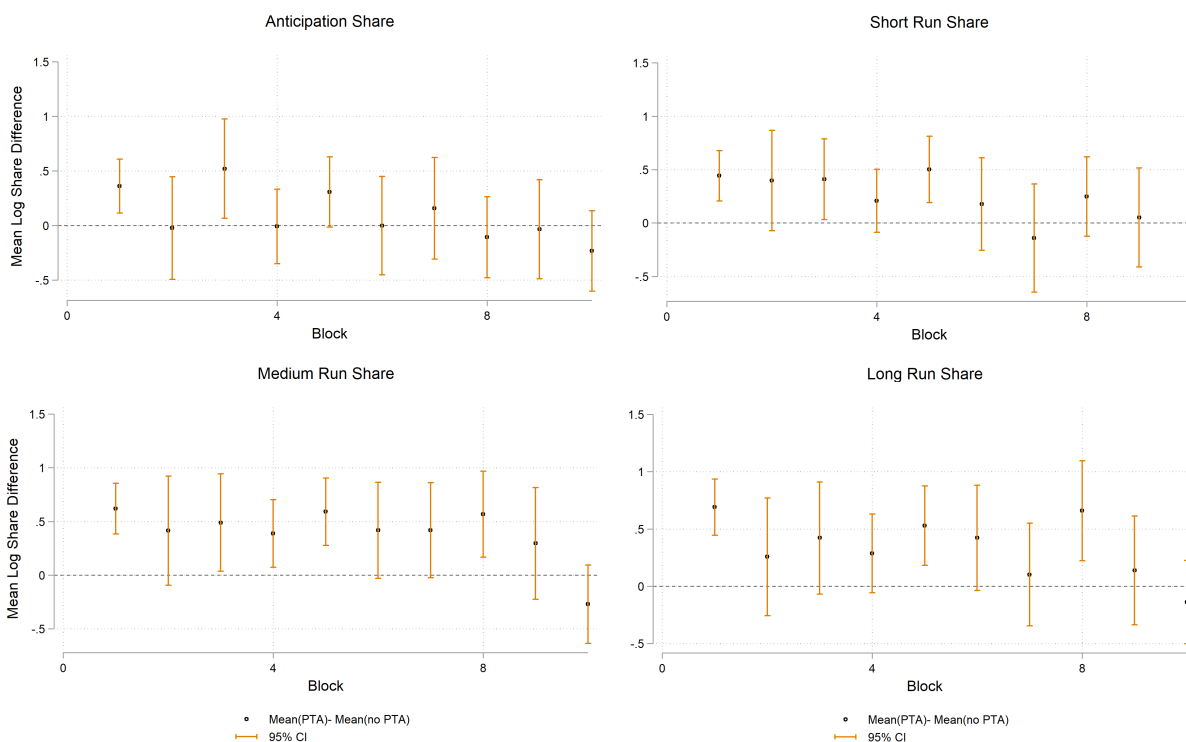 Anticipation Share
Mean Log Share Difference
1.5
1
.5
0
-.5
0
4
8
Block
Short Run Share
1.5
1
.5
0
-.5
0
4
8
Block
Medium Run Share
Mean Log Share Difference
1.5
1
.5
0
-.5
0
4
8
Block
Mean(PTA)- Mean(no PTA)
95% CI
Long Run Share
1.5
1
.5
0
-.5
0
4
8
Block
Mean(PTA)- Mean(no PTA)
95% CI